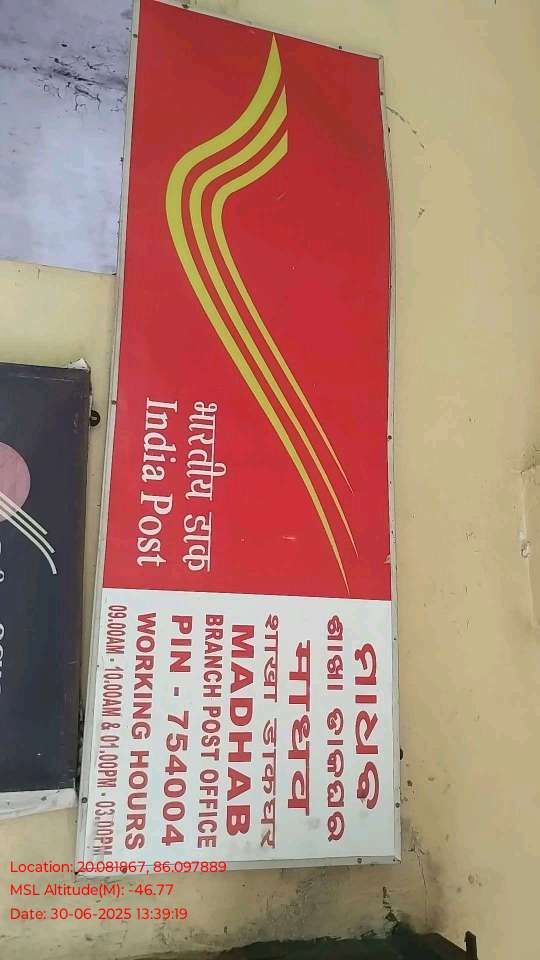 भारतीय डाक
India Post
ମାଧବ
ଶାଖା ଡାକଘର
माधव
शाखा डाकघर
MADHAB
BRANCH POST OFFICE
PIN - 754004
WORKING HOURS
09.00AM - 10.00AM & 01.00PM - 03.00PM
Location: 20.081867, 86.097889
MSL Altitude(M): -46.77
Date: 30-06-2025 13:39:19